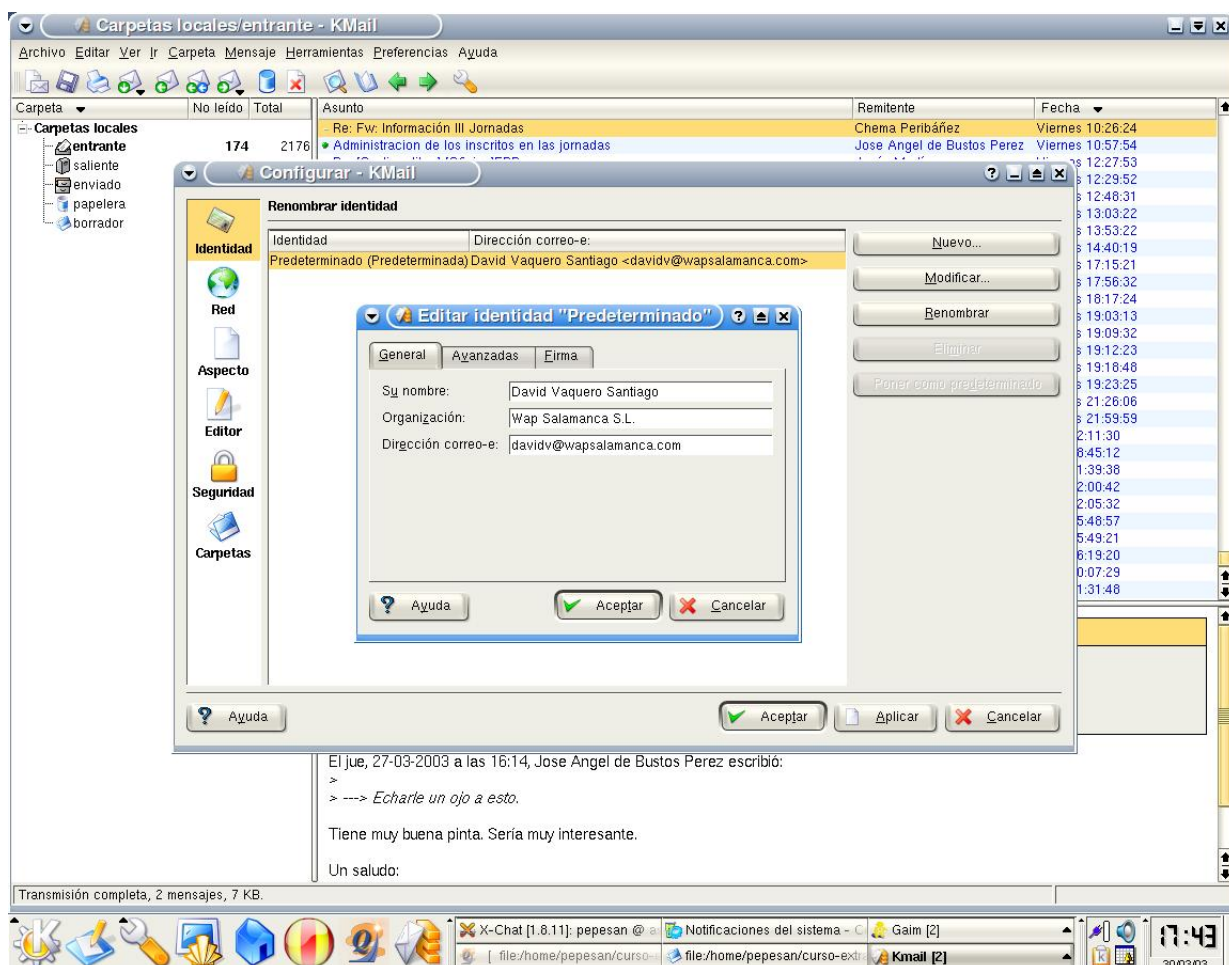 Carpetas locales/entrante - KMail
Archivo Editar Ver Ir Carpeta Mensaje Herramientas Preferencias Ayuda
Carpeta No leído Total Asunto Remitente Fecha
Carpetas locales
entrante 174 2176
saliente
enviado
papelera
borrador
Re: Fw: Información III Jornadas Chema Peribáñez Viernes 10:26:24
Administracion de los inscritos en las jornadas Jose Angel de Bustos Perez Viernes 10:57:54
12:27:53
12:29:52
12:48:31
13:03:22
13:53:22
14:40:19
17:15:21
17:56:32
18:17:24
19:03:13
19:09:32
19:12:23
19:18:48
19:23:25
21:26:06
21:59:59
2:11:30
8:45:12
1:39:38
2:00:42
2:05:32
5:48:57
5:49:21
6:19:20
0:07:29
1:31:48
Configurar - KMail
Identidad
Red
Aspecto
Editor
Seguridad
Carpetas
Renombrar identidad
Identidad Dirección correo-e:
Predeterminado (Predeterminada) David Vaquero Santiago <davidv@wapsalamanca.com>
Nuevo...
Modificar...
Renombrar
Eliminar
Poner como predeterminado
Editar identidad "Predeterminado"
General Avanzadas Firma
Su nombre: David Vaquero Santiago
Organización: Wap Salamanca S.L.
Dirección correo-e: davidv@wapsalamanca.com
Ayuda Aceptar Cancelar
Ayuda Aceptar Aplicar Cancelar
El jue, 27-03-2003 a las 16:14, Jose Angel de Bustos Perez escribió:
>
> ---> Echarle un ojo a esto.
Tiene muy buena pinta. Sería muy interesante.
Un saludo:
Transmisión completa, 2 mensajes, 7 KB.
X-Chat [1.8.11]: pepesan @ Notificaciones del sistema - Gaim [2]
[ file:/home/pepesan/curso- file:/home/pepesan/curso-extr Kmail [2]
17:43
30/03/03